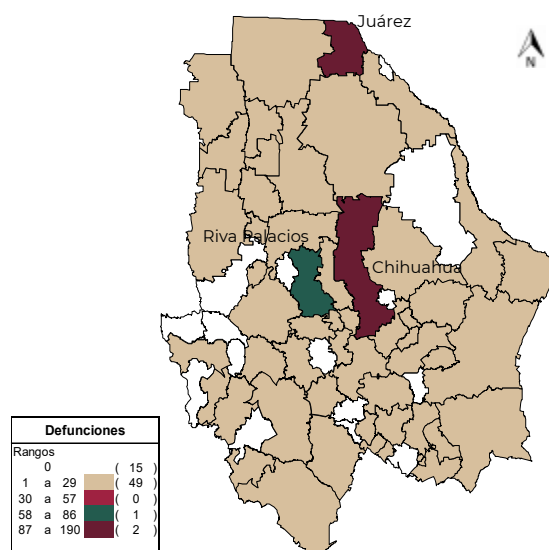 Juárez
N
Riva Palacios
Chihuahua
Defunciones
Rangos
0 ( 15 )
1 a 29 ( 49 )
30 a 57 ( 0 )
58 a 86 ( 1 )
87 a 190 ( 2 )